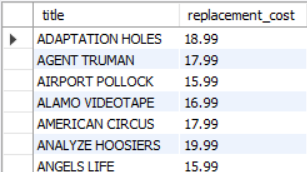 title replacement_cost
ADAPTATION HOLES 18.99
AGENT TRUMAN 17.99
AIRPORT POLLOCK 15.99
ALAMO VIDEOTAPE 16.99
AMERICAN CIRCUS 17.99
ANALYZE HOOSIERS 19.99
ANGELS LIFE 15.99